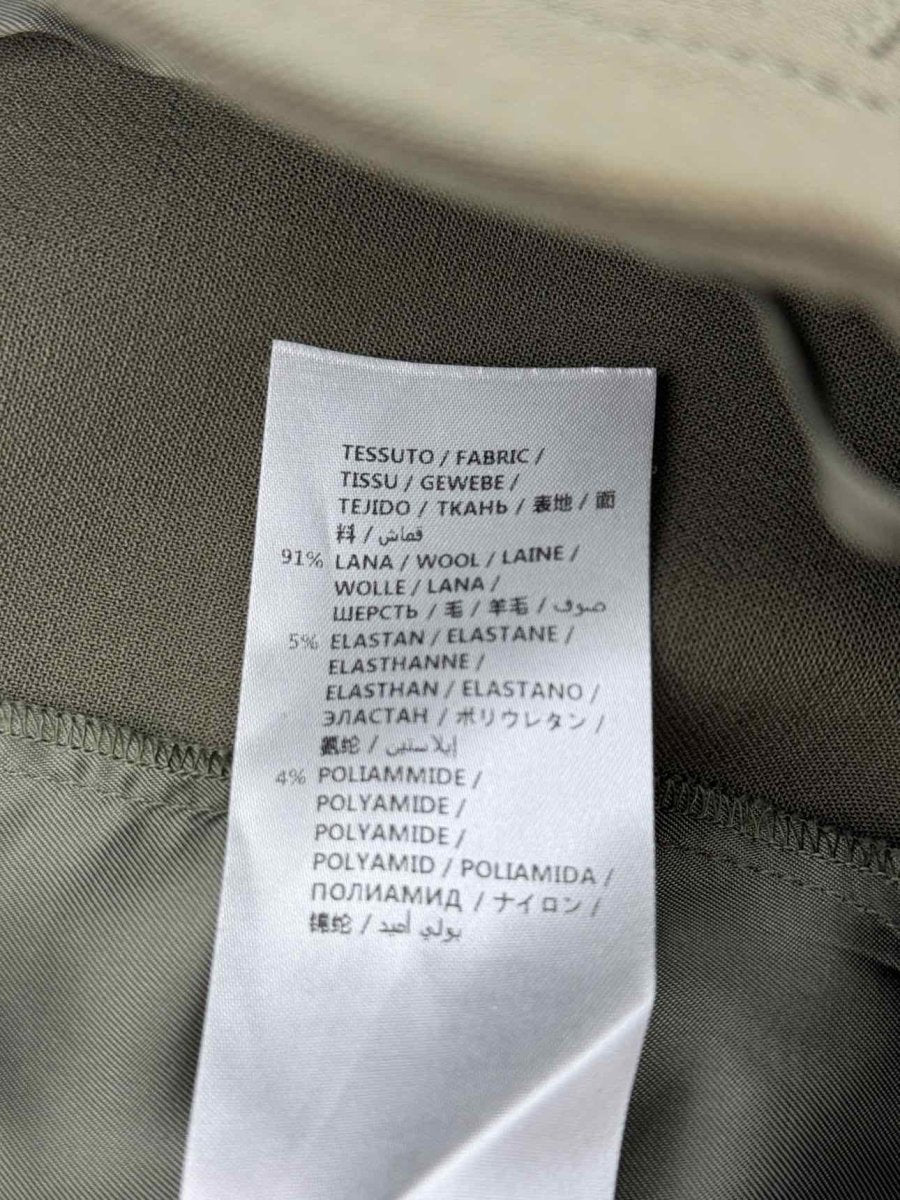 TESSUTO / FABRIC /
TISSU / GEWEBE /
TEJIDO / ТКАНЬ / 表地 / 面
料 / قماش
91% LANA / WOOL / LAINE /
WOLLE / LANA /
ШЕРСТЬ / 毛 / 羊毛 / صوف
5% ELASTAN / ELASTANE /
ELASTHANNE /
ELASTHAN / ELASTANO /
ЭЛАСТАН / ポリウレタン /
氨纶 / إيلاستين
4% POLIAMMIDE /
POLYAMIDE /
POLYAMIDE /
POLYAMID / POLIAMIDA /
ПОЛИАМИД / ナイロン /
锦纶 / بولي أميد